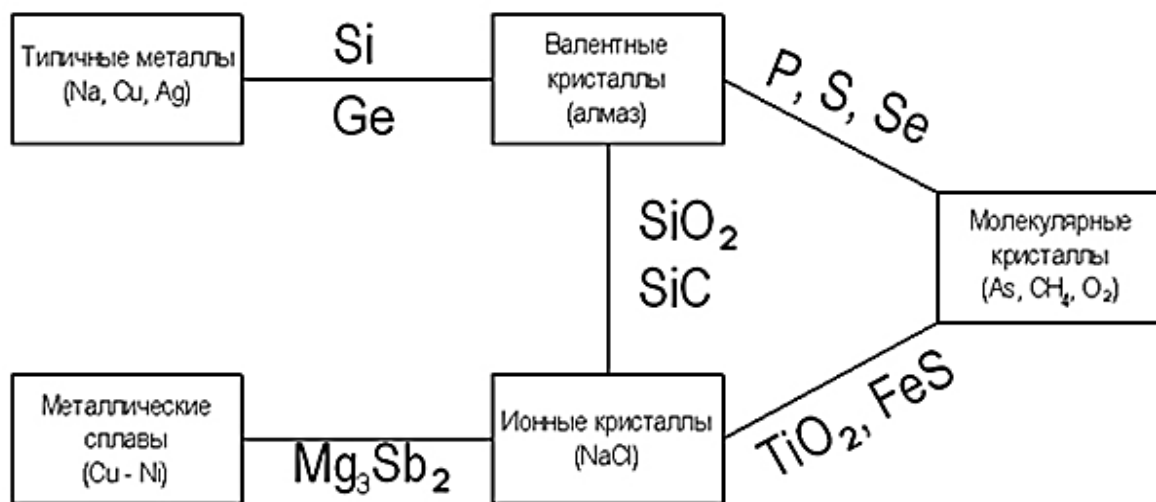 Типичные металлы
(Na, Cu, Ag)
Si
Ge
Валентные
кристаллы
(алмаз)
P, S, Se
SiO₂
SiC
Молекулярные
кристаллы
(As, CH₄, O₂)
Металлические
сплавы
(Cu - Ni)
Mg₃Sb₂
Ионные кристаллы
(NaCl)
TiO₂, FeS